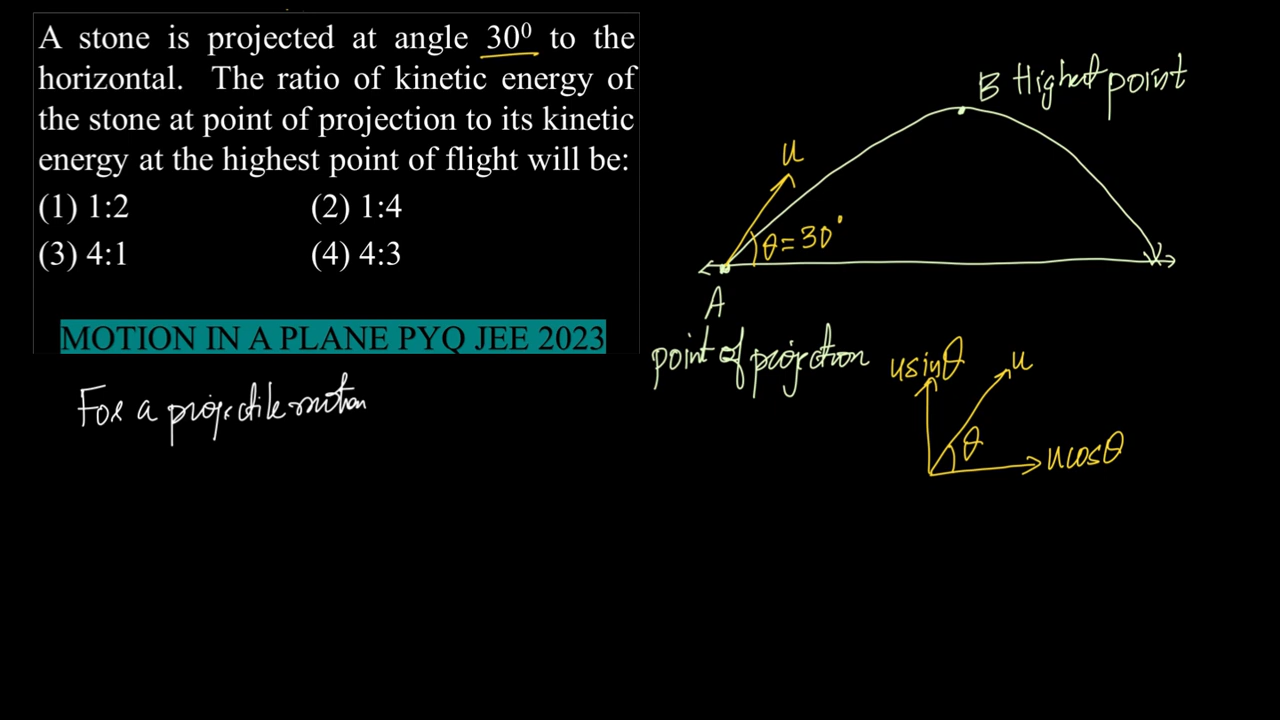 A stone is projected at angle 30⁰ to the
horizontal. The ratio of kinetic energy of
the stone at point of projection to its kinetic
energy at the highest point of flight will be:
(1) 1:2 (2) 1:4
(3) 4:1 (4) 4:3
MOTION IN A PLANE PYQ JEE 2023
For a projectile motion
B Highest point
u
θ=30°
A
point of projection
usinθ
u
θ
ucosθ